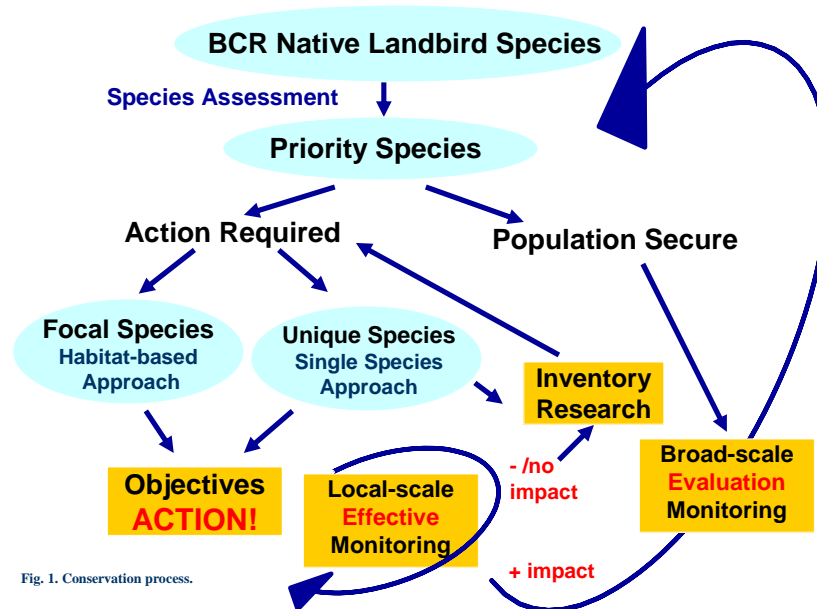 BCR Native Landbird Species
Species Assessment
Priority Species
Action Required
Population Secure
Focal Species
Habitat-based
Approach
Unique Species
Single Species
Approach
Inventory
Research
Objectives
ACTION!
Local-scale
Effective
Monitoring
- /no
impact
Broad-scale
Evaluation
Monitoring
+ impact
Fig. 1. Conservation process.